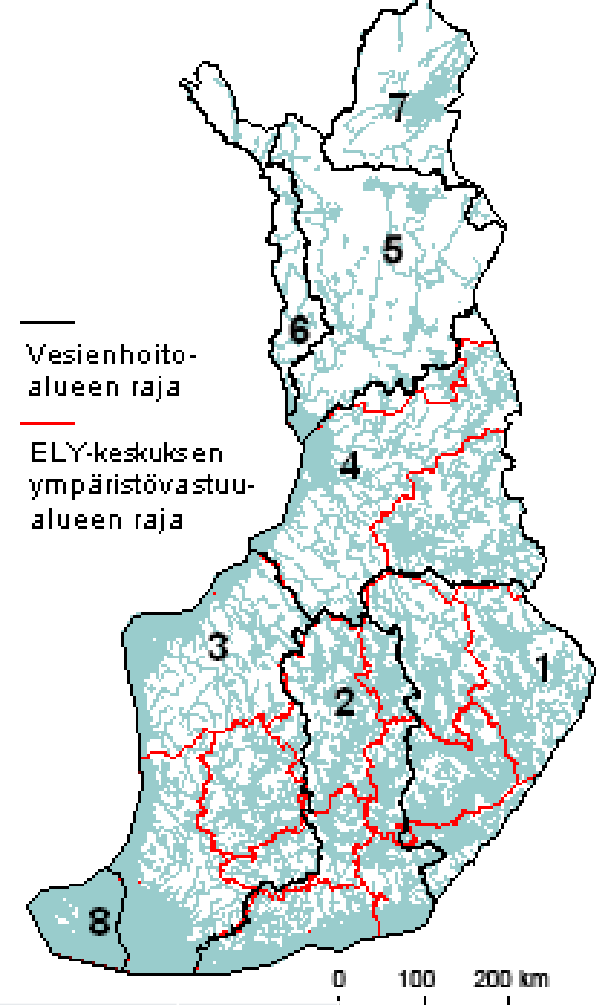 7
5
6
Vesienhoito-
alueen raja
ELY-keskuksen
ympäristövastuu-
alueen raja
4
3
1
2
8
0 100 200 km